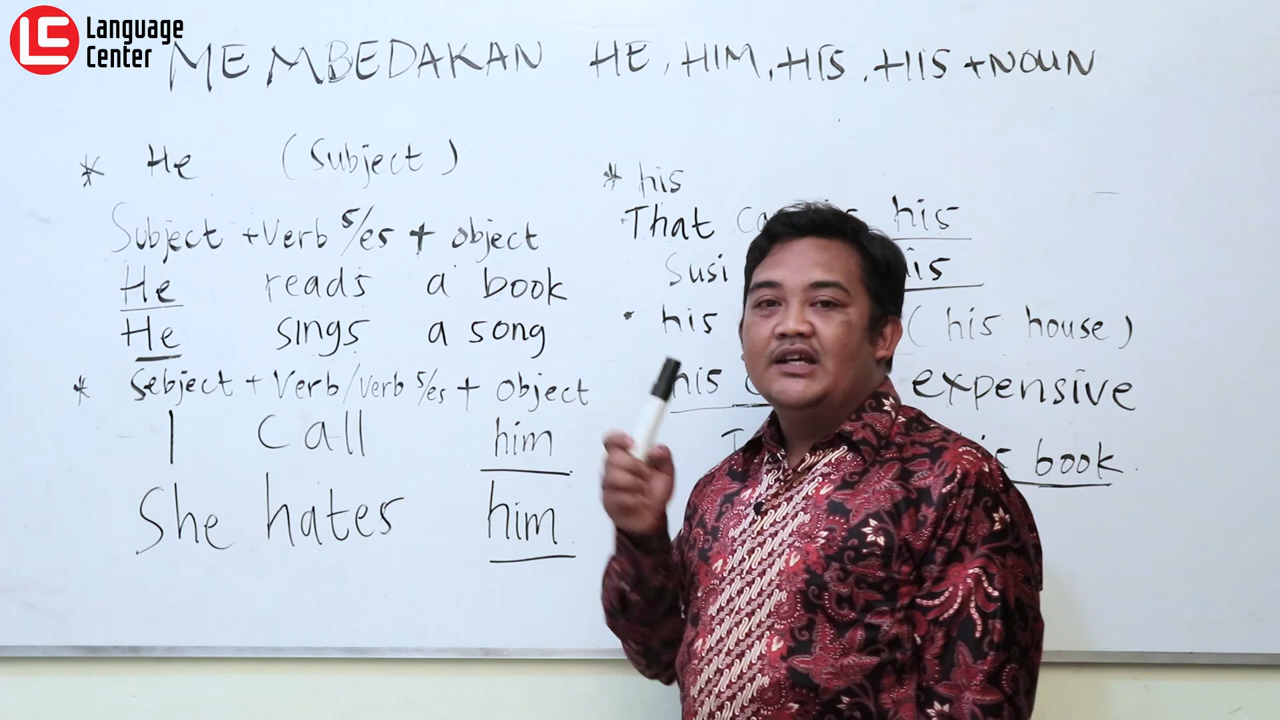 Language
Center
MEMBEDAKAN HE, HIM, HIS, HIS + NOUN
* He (Subject)
Subject + Verb s/es + object
He reads a book
He sings a song
* Sebject + Verb/Verb s/es + Object
I Call him
She hates him
* his
That his
Susi his
• his (his house)
his expensive
book.